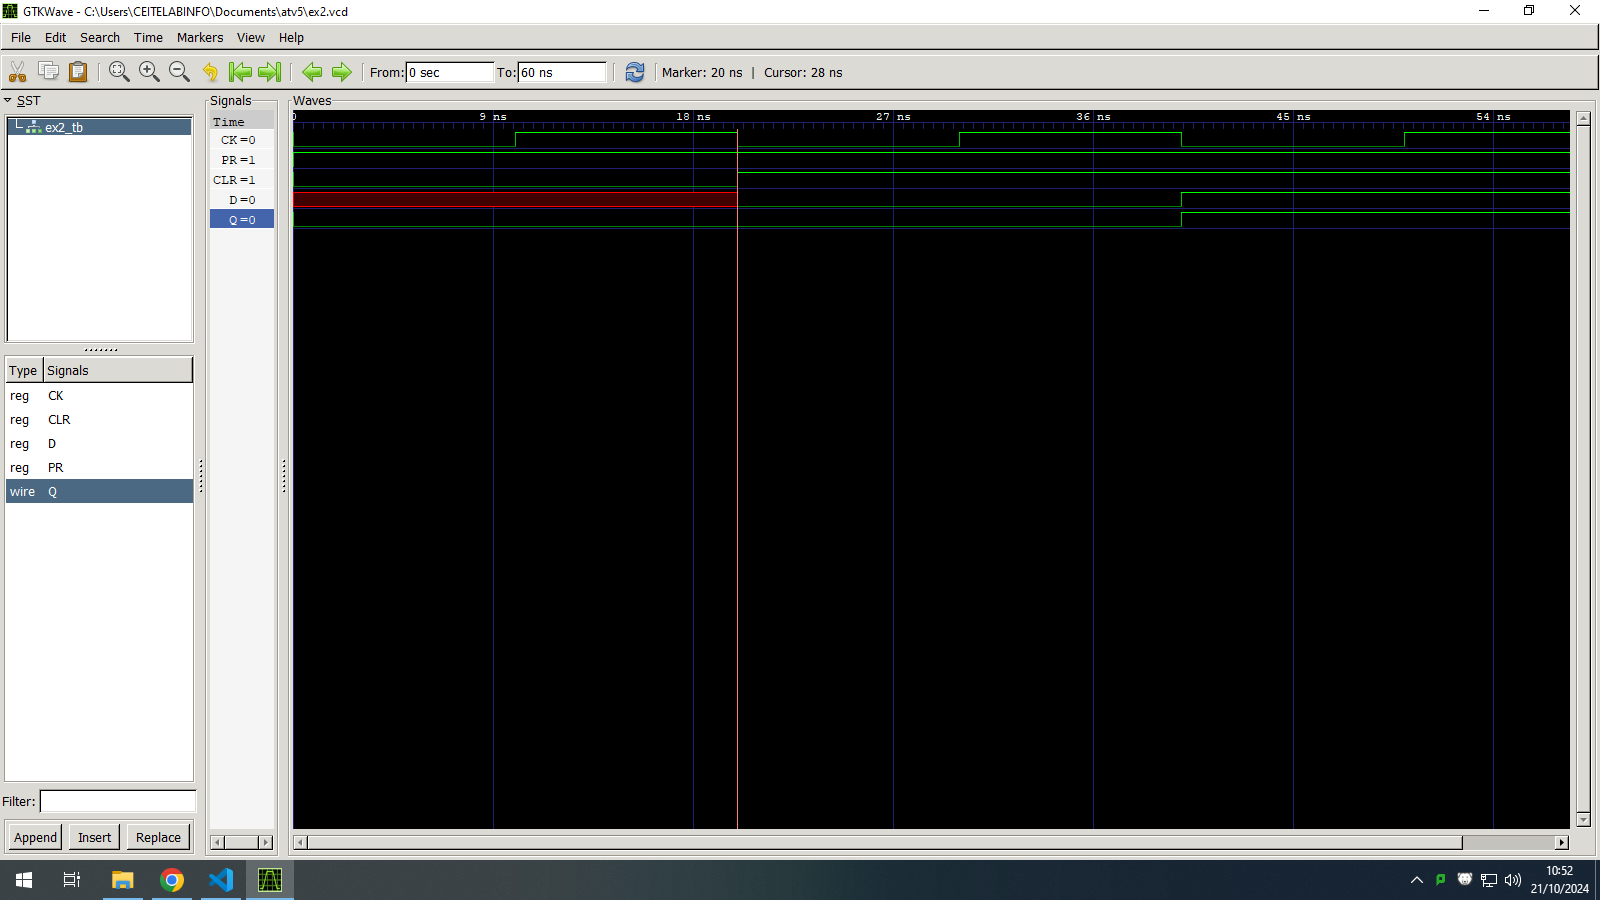 GTKWave - C:\Users\CEITELABINFO\Documents\atv5\ex2.vcd
File Edit Search Time Markers View Help
From: 0 sec To: 60 ns Marker: 20 ns | Cursor: 28 ns
SST
ex2_tb
Type Signals
reg CK
reg CLR
reg D
reg PR
wire Q
Filter:
Append Insert Replace
Signals
Time
CK=0
PR=1
CLR=1
D=0
Q=0
Waves
0 9 ns 18 ns 27 ns 36 ns 45 ns 54 ns
10:52
21/10/2024